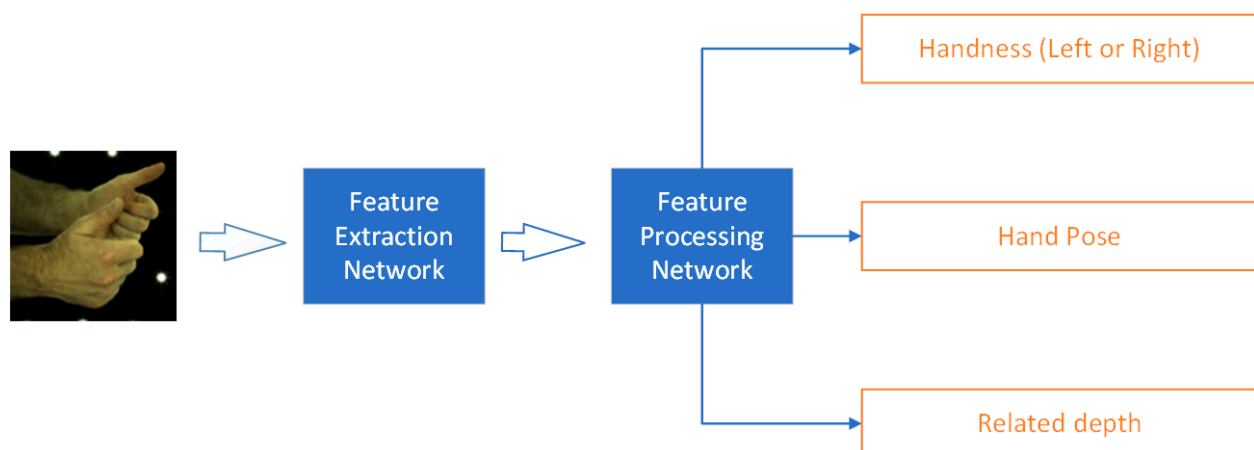 Handness (Left or Right)
Feature
Extraction
Network
Feature
Processing
Network
Hand Pose
Related depth